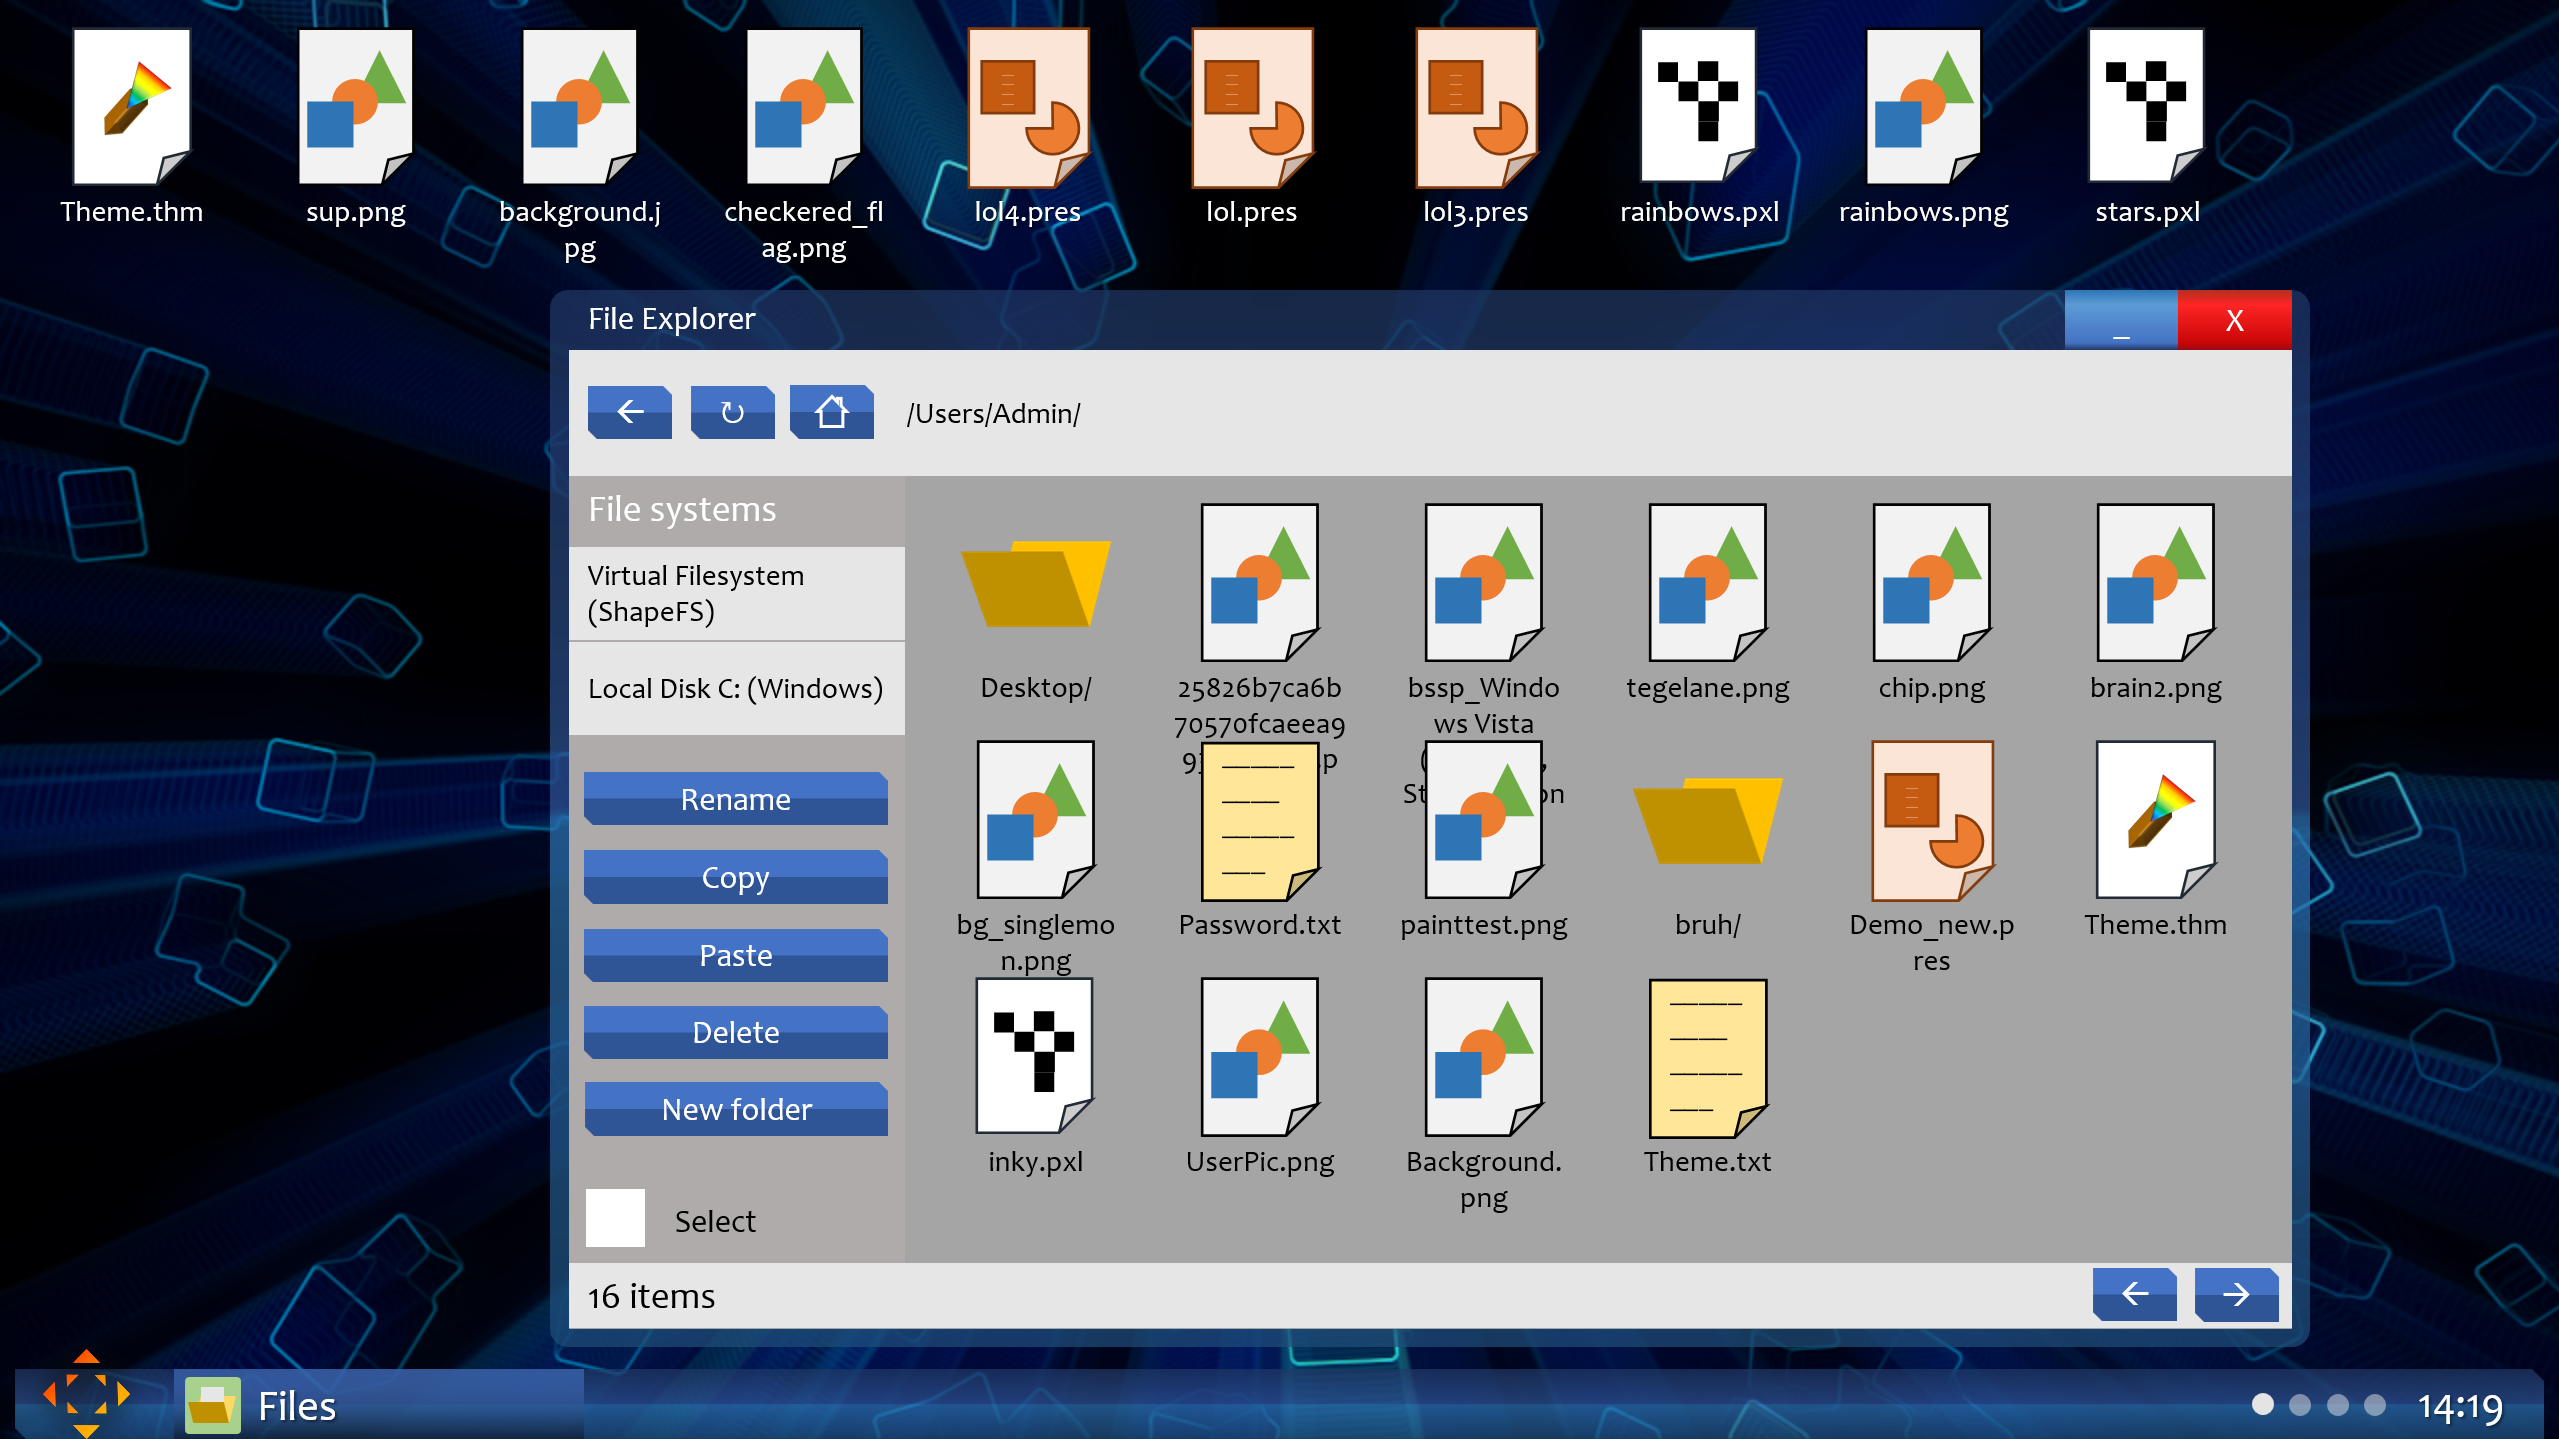 Theme.thm
sup.png
background.j
pg
checkered_fl
ag.png
lol4.pres
lol.pres
lol3.pres
rainbows.pxl
rainbows.png
stars.pxl
File Explorer
_
X
/Users/Admin/
File systems
Virtual Filesystem
(ShapeFS)
Local Disk C: (Windows)
Rename
Copy
Paste
Delete
New folder
Select
Desktop/
25826b7ca6b
70570fcaeea9
bssp_Windo
ws Vista
tegelane.png
chip.png
brain2.png
bg_singlemo
n.png
Password.txt
painttest.png
bruh/
Demo_new.p
res
Theme.thm
inky.pxl
UserPic.png
Background.
png
Theme.txt
16 items
Files
14:19